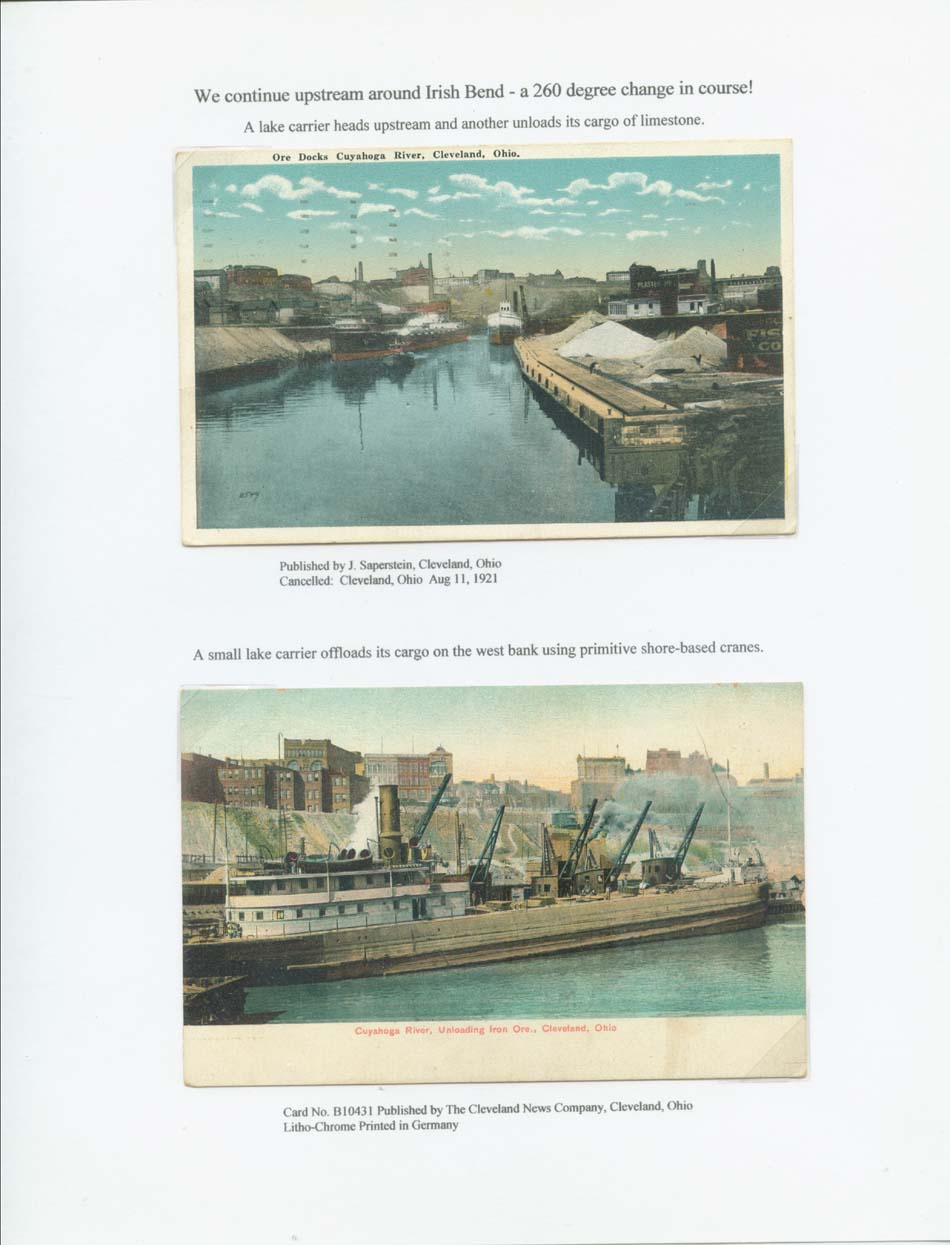 We continue upstream around Irish Bend - a 260 degree change in course!
A lake carrier heads upstream and another unloads its cargo of limestone.
Ore Docks Cuyahoga River, Cleveland, Ohio.
PLASTER
FIS
CO
Published by J. Saperstein, Cleveland, Ohio
Cancelled: Cleveland, Ohio Aug 11, 1921
A small lake carrier offloads its cargo on the west bank using primitive shore-based cranes.
Cuyahoga River, Unloading Iron Ore., Cleveland, Ohio
Card No. B10431 Published by The Cleveland News Company, Cleveland, Ohio
Litho-Chrome Printed in Germany